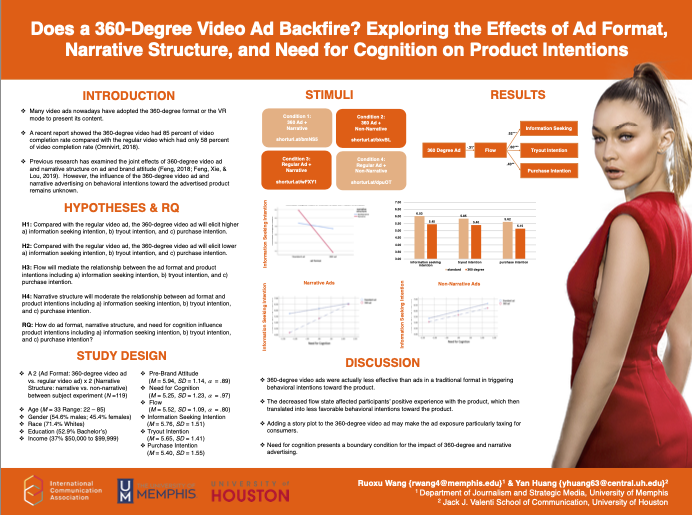 Does a 360-Degree Video Ad Backfire? Exploring the Effects of Ad Format,
Narrative Structure, and Need for Cognition on Product Intentions
INTRODUCTION
❖ Many video ads nowadays have adopted the 360-degree format or the VR
mode to present its content.
❖ A recent report showed the 360-degree video had 85 percent of video
completion rate compared with the regular video which had only 58 percent
of video completion rate (Omnivirt, 2018).
❖ Previous research has examined the joint effects of 360-degree video ad
and narrative structure on ad and brand attitude (Feng, 2018; Feng, Xie, &
Lou, 2019). However, the influence of the 360-degree video ad and
narrative advertising on behavioral intentions toward the advertised product
remains unknown.
HYPOTHESES & RQ
H1: Compared with the regular video ad, the 360-degree video ad will elicit higher
a) information seeking intention, b) tryout intention, and c) purchase intention.
H2: Compared with the regular video ad, the 360-degree video ad will elicit lower
a) information seeking intention, b) tryout intention, and c) purchase intention.
H3: Flow will mediate the relationship between the ad format and product
intentions including a) information seeking intention, b) tryout intention, and c)
purchase intention.
H4: Narrative structure will moderate the relationship between ad format and
product intentions including a) information seeking intention, b) tryout intention,
and c) purchase intention.
RQ: How do ad format, narrative structure, and need for cognition influence
product intentions including a) information seeking intention, b) tryout intention,
and c) purchase intention?
STUDY DESIGN
❖ A 2 (Ad Format: 360-degree video ad
vs. regular video ad) x 2 (Narrative
Structure: narrative vs. non-narrative)
between subject experiment (N =119)
❖ Age (M = 33 Range: 22 – 85)
❖ Gender (54.6% males; 45.4% females)
❖ Race (71.4% Whites)
❖ Education (52.9% Bachelor's)
❖ Income (37% $50,000 to $99,999)
❖ Pre-Brand Attitude
(M = 5.94, SD = 1.14, α = .89)
❖ Need for Cognition
(M = 5.25, SD = 1.23, α = .97)
❖ Flow
(M = 5.52, SD = 1.09, α = .80)
❖ Information Seeking Intention
(M = 5.76, SD = 1.51)
❖ Tryout Intention
(M = 5.65, SD = 1.41)
❖ Purchase Intention
(M = 5.40, SD = 1.55)
STIMULI
Condition 1:
360 Ad +
Narrative
Condition 2:
360 Ad +
Non-Narrative
Condition 3:
Regular Ad +
Narrative
Condition 4:
Regular Ad +
Non-Narrative
RESULTS
360 Degree Ad
Flow
Information Seeking
Tryout Intention
Purchase Intention
Information Seeking Intention
information seeking
intention
tryout intention
purchase intention
standard
360-degree
Narrative Ads
Information Seeking Intention
Non-Narrative Ads
Information Seeking Intention
DISCUSSION
❖ 360-degree video ads were actually less effective than ads in a traditional format in triggering
behavioral intentions toward the product.
❖ The decreased flow state affected participants' positive experience with the product, which then
translated into less favorable behavioral intentions toward the product.
❖ Adding a story plot to the 360-degree video ad may make the ad exposure particularly taxing for
consumers.
❖ Need for cognition presents a boundary condition for the impact of 360-degree and narrative
advertising.
International
Communication
Association
UM
THE UNIVERSITY OF
MEMPHIS
UNIVERSITY of
HOUSTON
Ruoxu Wang {rwang4@memphis.edu}¹ & Yan Huang {yhuang63@central.uh.edu}²
¹ Department of Journalism and Strategic Media, University of Memphis
² Jack J. Valenti School of Communication, University of Houston